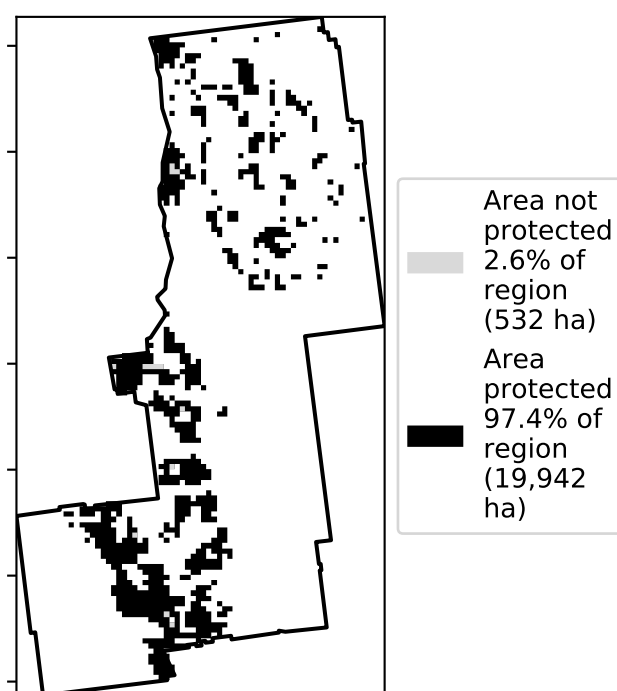 Area not
protected
2.6% of
region
(532 ha)
Area
protected
97.4% of
region
(19,942
ha)